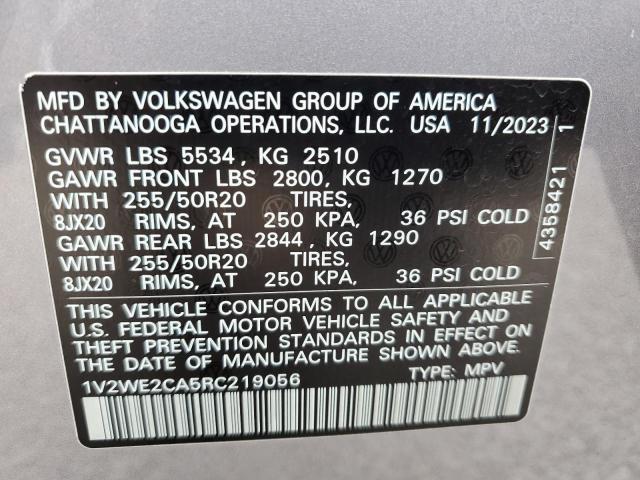 MFD BY VOLKSWAGEN GROUP OF AMERICA
CHATTANOOGA OPERATIONS, LLC. USA 11/2023
GVWR LBS 5534, KG 2510
GAWR FRONT LBS 2800, KG 1270
WITH 255/50R20 TIRES,
8JX20 RIMS, AT 250 KPA, 36 PSI COLD
GAWR REAR LBS 2844, KG 1290
WITH 255/50R20 TIRES,
8JX20 RIMS, AT 250 KPA, 36 PSI COLD
THIS VEHICLE CONFORMS TO ALL APPLICABLE
U.S. FEDERAL MOTOR VEHICLE SAFETY AND
THEFT PREVENTION STANDARDS IN EFFECT ON
THE DATE OF MANUFACTURE SHOWN ABOVE.
1V2WE2CA5RC219056 TYPE: MPV
4358421 1